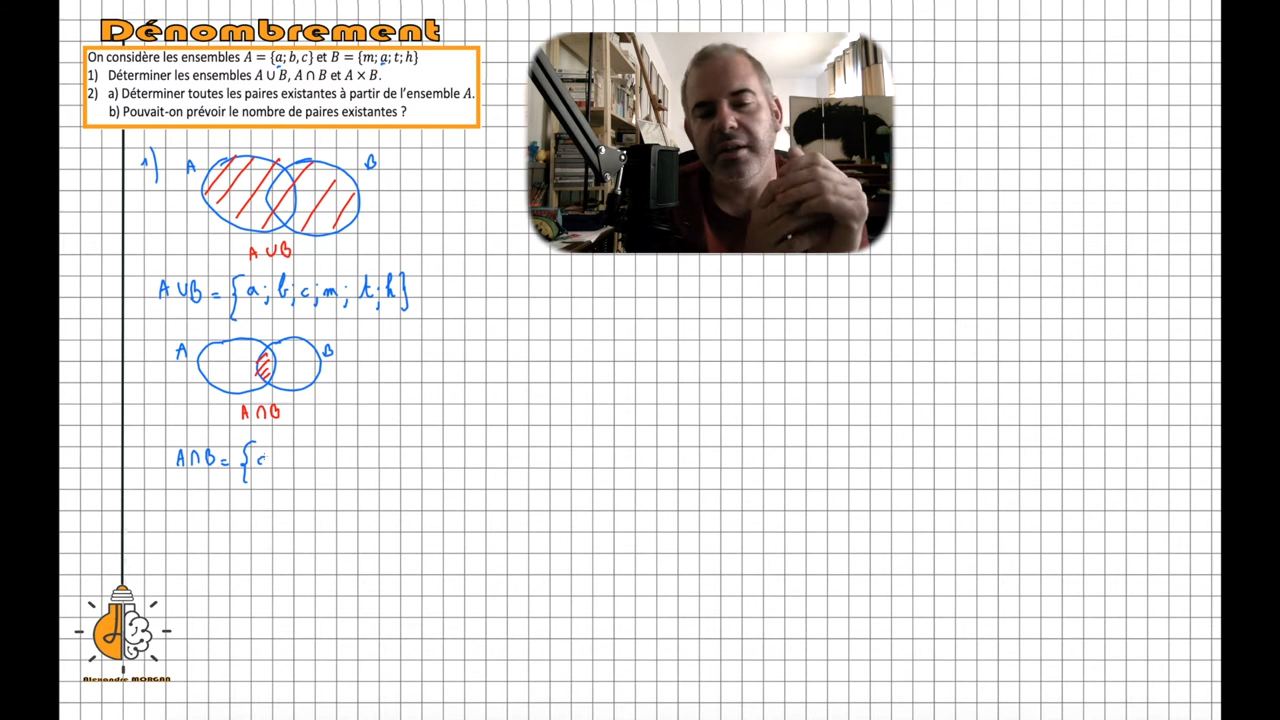 Dénombrement
On considère les ensembles A = {a; b, c} et B = {m; a; t; h}
1) Déterminer les ensembles A ∪ B, A ∩ B et A × B.
2) a) Déterminer toutes les paires existantes à partir de l'ensemble A.
b) Pouvait-on prévoir le nombre de paires existantes ?
1)
A B
A ∪ B
A ∪ B = {a; b; c; m; t; h}
A B
A ∩ B
A ∩ B = {
Alexandre MORGAN